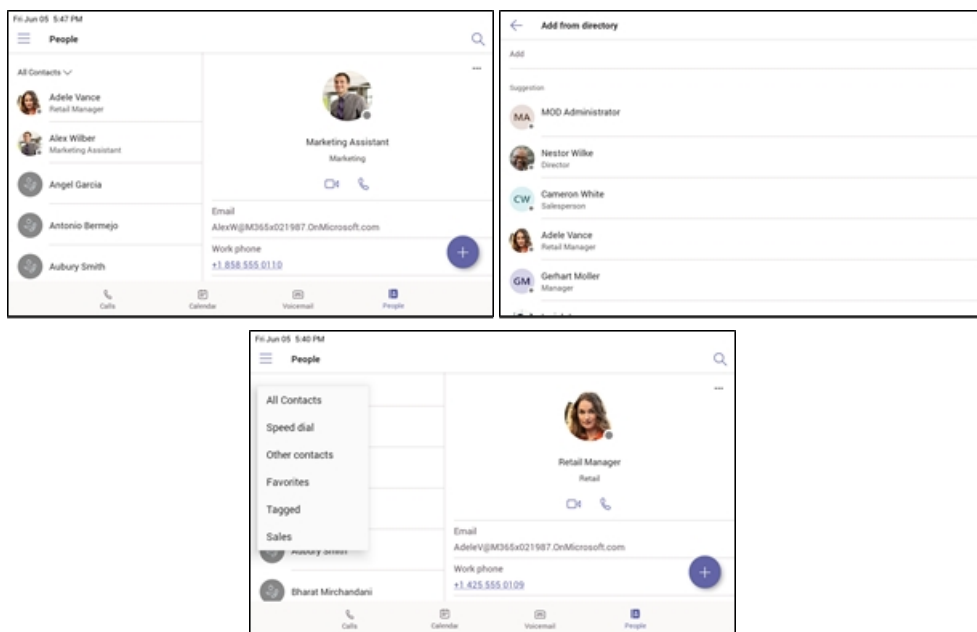 Fri Jun 05 5:47 PM
People
All Contacts
Adele Vance
Retail Manager
Alex Wilber
Marketing Assistant
Angel Garcia
Antonio Bermejo
Aubury Smith
Marketing Assistant
Marketing
Email
AlexW@M365x021987.OnMicrosoft.com
Work phone
+1 858 555 0110
Calls
Calendar
Voicemail
People
Add from directory
Add
Suggestion
MA
MOD Administrator
Nestor Wilke
Director
CW
Cameron White
Salesperson
Adele Vance
Retail Manager
GM
Gerhart Moller
Manager
Fri Jun 05 5:40 PM
People
All Contacts
Speed dial
Other contacts
Favorites
Tagged
Sales
Aubury Smith
Bharat Mirchandani
Retail Manager
Retail
Email
AdeleV@M365x021987.OnMicrosoft.com
Work phone
+1 425 555 0109
Calls
Calendar
Voicemail
People